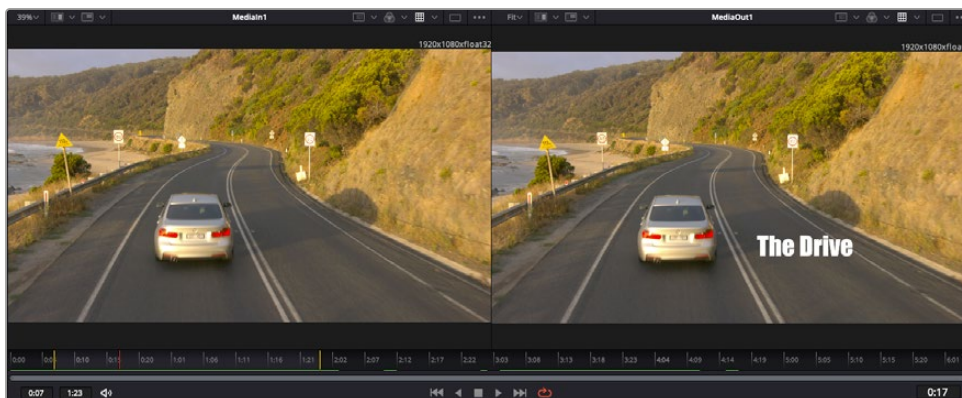 39% MediaIn1 Fit MediaOut1
1920x1080xfloat32 1920x1080xfloat32
The Drive
0:00 0:10 0:20 1:01 1:06 1:11 1:16 1:21 2:02 2:07 2:12 2:17 2:22 3:03 3:08 3:13 3:18 3:23 4:04 4:09 4:14 4:19 5:00 5:05 5:10 5:15 5:20 6:01
0:07 1:23 0:17